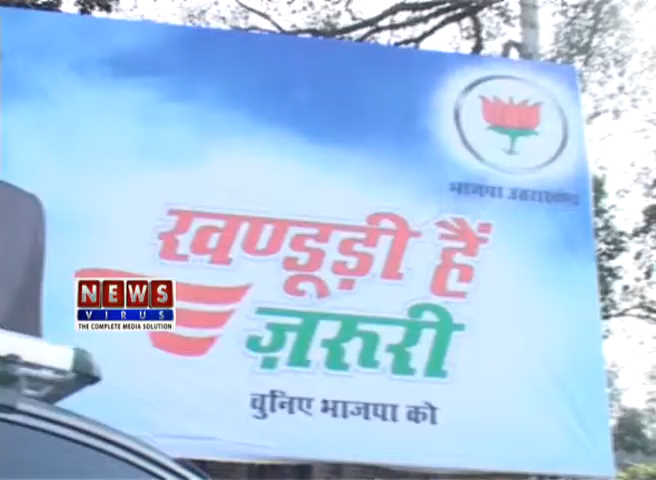 भाजपा उत्तराखण्ड
खण्डूड़ी हैं
ज़रूरी
चुनिए भाजपा को
NEWS
VIRUS
THE COMPLETE MEDIA SOLUTION